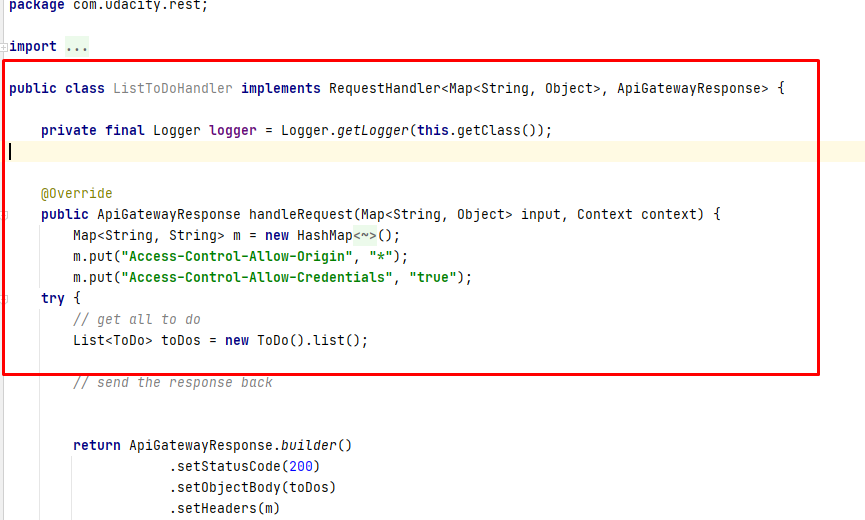 package com.udacity.rest;
import ...
public class ListToDoHandler implements RequestHandler<Map<String, Object>, ApiGatewayResponse> {
private final Logger logger = Logger.getLogger(this.getClass());
@Override
public ApiGatewayResponse handleRequest(Map<String, Object> input, Context context) {
Map<String, String> m = new HashMap<~>();
m.put("Access-Control-Allow-Origin", "*");
m.put("Access-Control-Allow-Credentials", "true");
try {
// get all to do
List<ToDo> toDos = new ToDo().list();
// send the response back
return ApiGatewayResponse.builder()
.setStatusCode(200)
.setObjectBody(toDos)
.setHeaders(m)